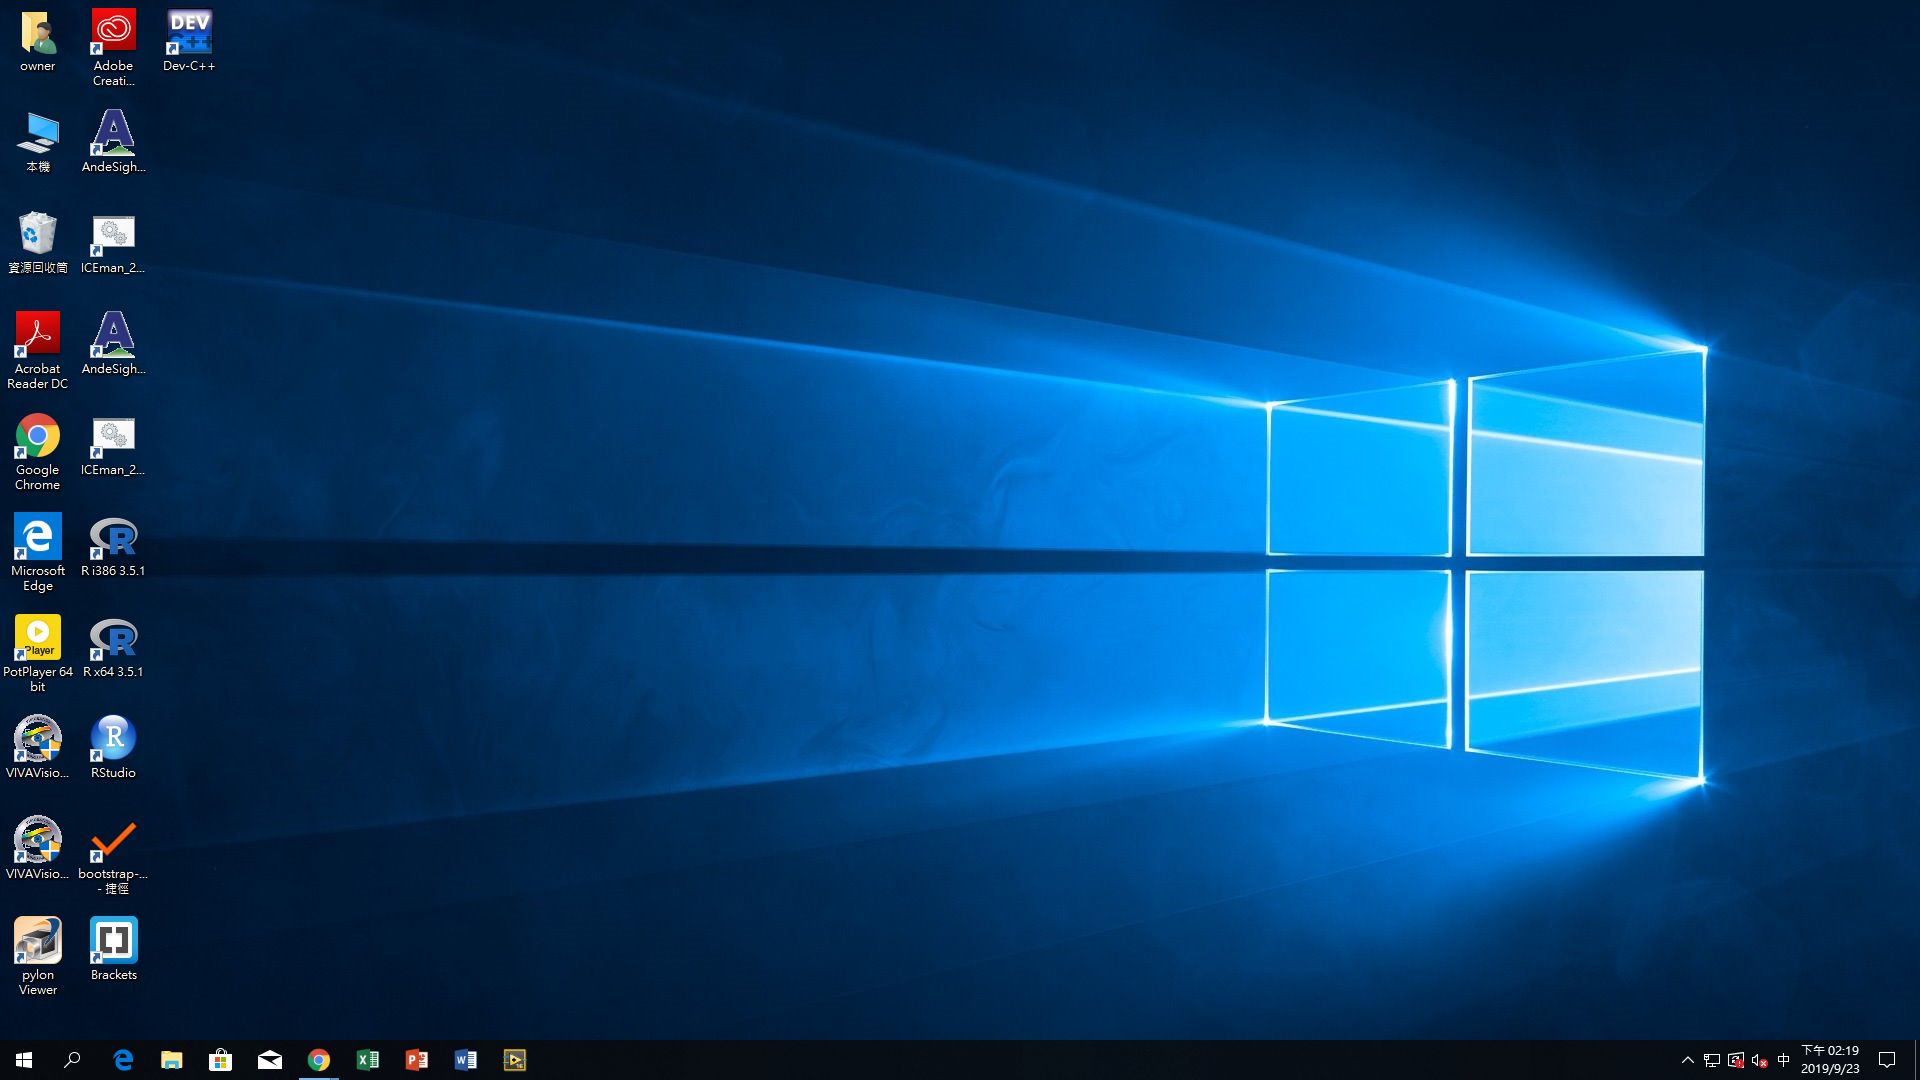 owner
Adobe
Creati...
DEV
C++
Dev-C++
本機
AndeSigh...
資源回收筒
ICEman_2...
Acrobat
Reader DC
AndeSigh...
Google
Chrome
ICEman_2...
Microsoft
Edge
R i386 3.5.1
Player
PotPlayer 64
bit
R x64 3.5.1
VIVAVisio...
R
RStudio
VIVAVisio...
bootstrap-...
- 捷徑
pylon
Viewer
Brackets
中
下午 02:19
2019/9/23